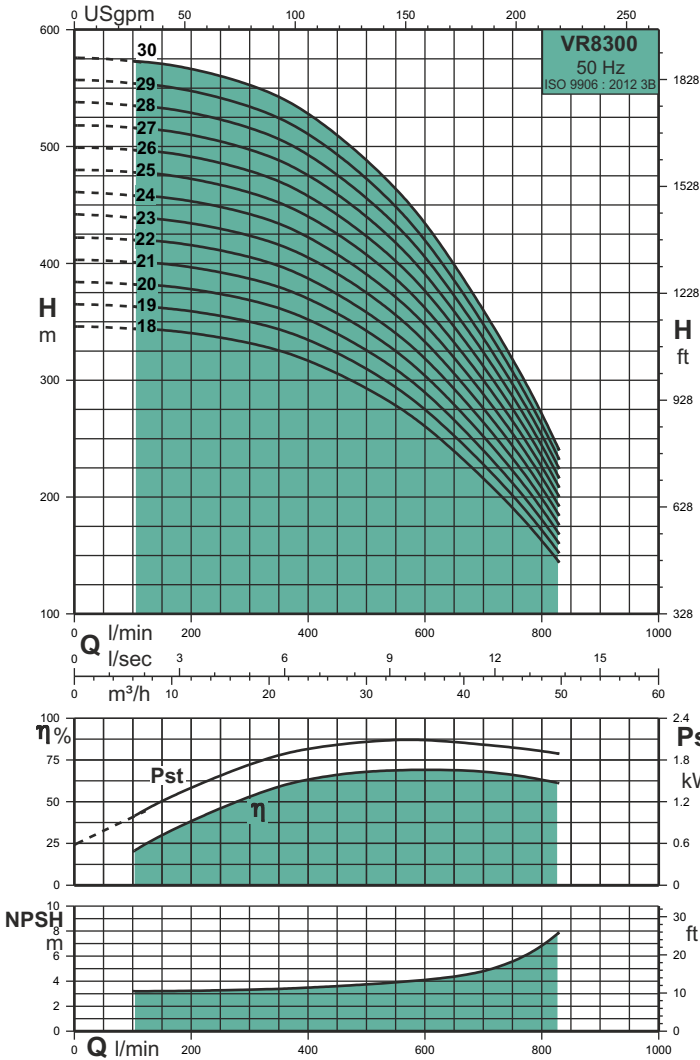 0 USgpm 50 100 150 200 250
VR8300
50 Hz
ISO 9906 : 2012 3B
600
500
400
H
m
300
200
100
30
29
28
27
26
25
24
23
22
21
20
19
18
1828
1528
1228
H
ft
928
628
328
0 Q l/min 200 400 600 800 1000
0 l/sec 3 6 9 12 15
0 m³/h 10 20 30 40 50 60
100
η %
75
50
25
0
Pst
η
2.4
Ps
1.8
kW
1.2
0.6
0
10
NPSH
8
m
6
4
2
0
30
ft
20
10
0
0 Q l/min 200 400 600 800 1000